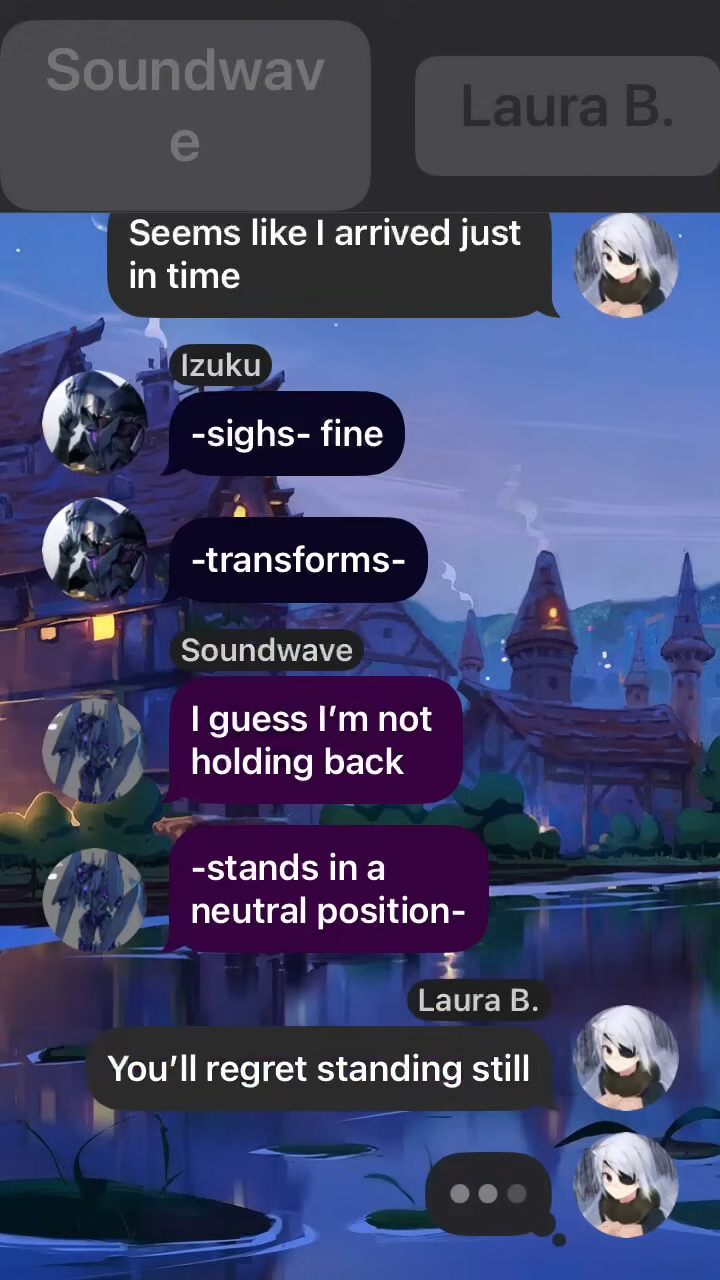 Soundwav
e
Laura B.
Seems like I arrived just
in time
Izuku
-sighs- fine
-transforms-
Soundwave
I guess I’m not
holding back
-stands in a
neutral position-
Laura B.
You’ll regret standing still